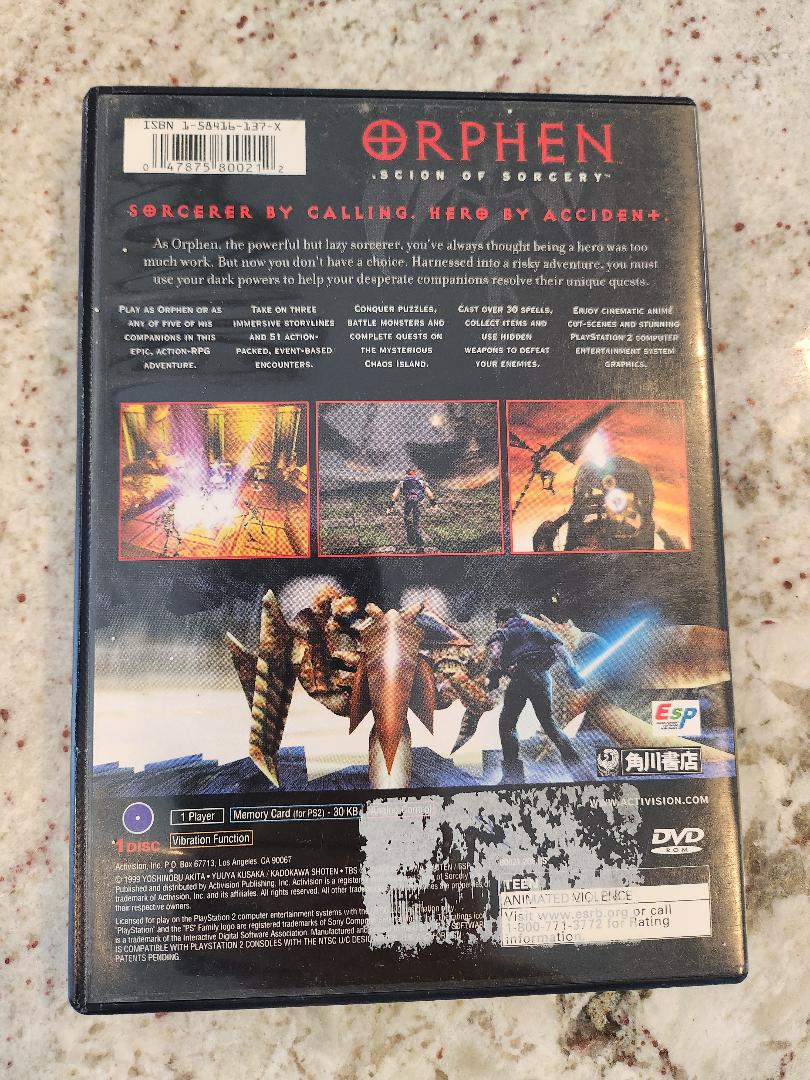 ISBN 1-58416-137-X
0 47875 80021 2
ORPHEN
SCION OF SORCERY™
SORCERER BY CALLING. HERO BY ACCIDENT.
As Orphen, the powerful but lazy sorcerer, you've always thought being a hero was too
much work. But now you don't have a choice. Harnessed into a risky adventure, you must
use your dark powers to help your desperate companions resolve their unique quests.
PLAY AS ORPHEN OR AS
ANY OF FIVE OF HIS
COMPANIONS IN THIS
EPIC, ACTION-RPG
ADVENTURE.
TAKE ON THREE
IMMERSIVE STORYLINES
AND 51 ACTION-
PACKED, EVENT-BASED
ENCOUNTERS.
CONQUER PUZZLES,
BATTLE MONSTERS AND
COMPLETE QUESTS ON
THE MYSTERIOUS
CHAOS ISLAND.
CAST OVER 30 SPELLS,
COLLECT ITEMS AND
USE HIDDEN
WEAPONS TO DEFEAT
YOUR ENEMIES.
ENJOY CINEMATIC ANIMÉ
CUT-SCENES AND STUNNING
PLAYSTATION 2 COMPUTER
ENTERTAINMENT SYSTEM
GRAPHICS.
ESP
角川書店
WWW.ACTIVISION.COM
1 DISC
1 Player
Memory Card (for PS2) - 30 KB
Analog Control
Vibration Function
DVD
ROM
Activision, Inc. P.O. Box 67713, Los Angeles, CA 90067
© 1999 YOSHINOBU AKITA • YUUYA KUSAKA / KADOKAWA SHOTEN • TBS
Published and distributed by Activision Publishing, Inc. Activision is a
trademark of Activision, Inc. and its affiliates. All rights reserved. All other
their respective owners.
Licensed for play on the PlayStation 2 computer entertainment systems with
"PlayStation" and the "PS" Family logo are registered trademarks of Sony
is a trademark of the Interactive Digital Software Association. Manufactured and
IS COMPATIBLE WITH PLAYSTATION 2 CONSOLES WITH THE NTSC U/C
PATENTS PENDING.
TEEN
ANIMATED VIOLENCE
Visit www.esrb.org or call
1-800-771-3772 for Rating
information